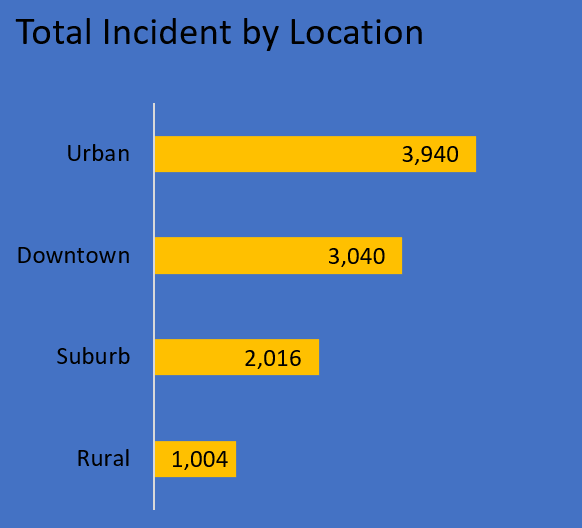 Total Incident by Location
Urban 3,940
Downtown 3,040
Suburb 2,016
Rural 1,004